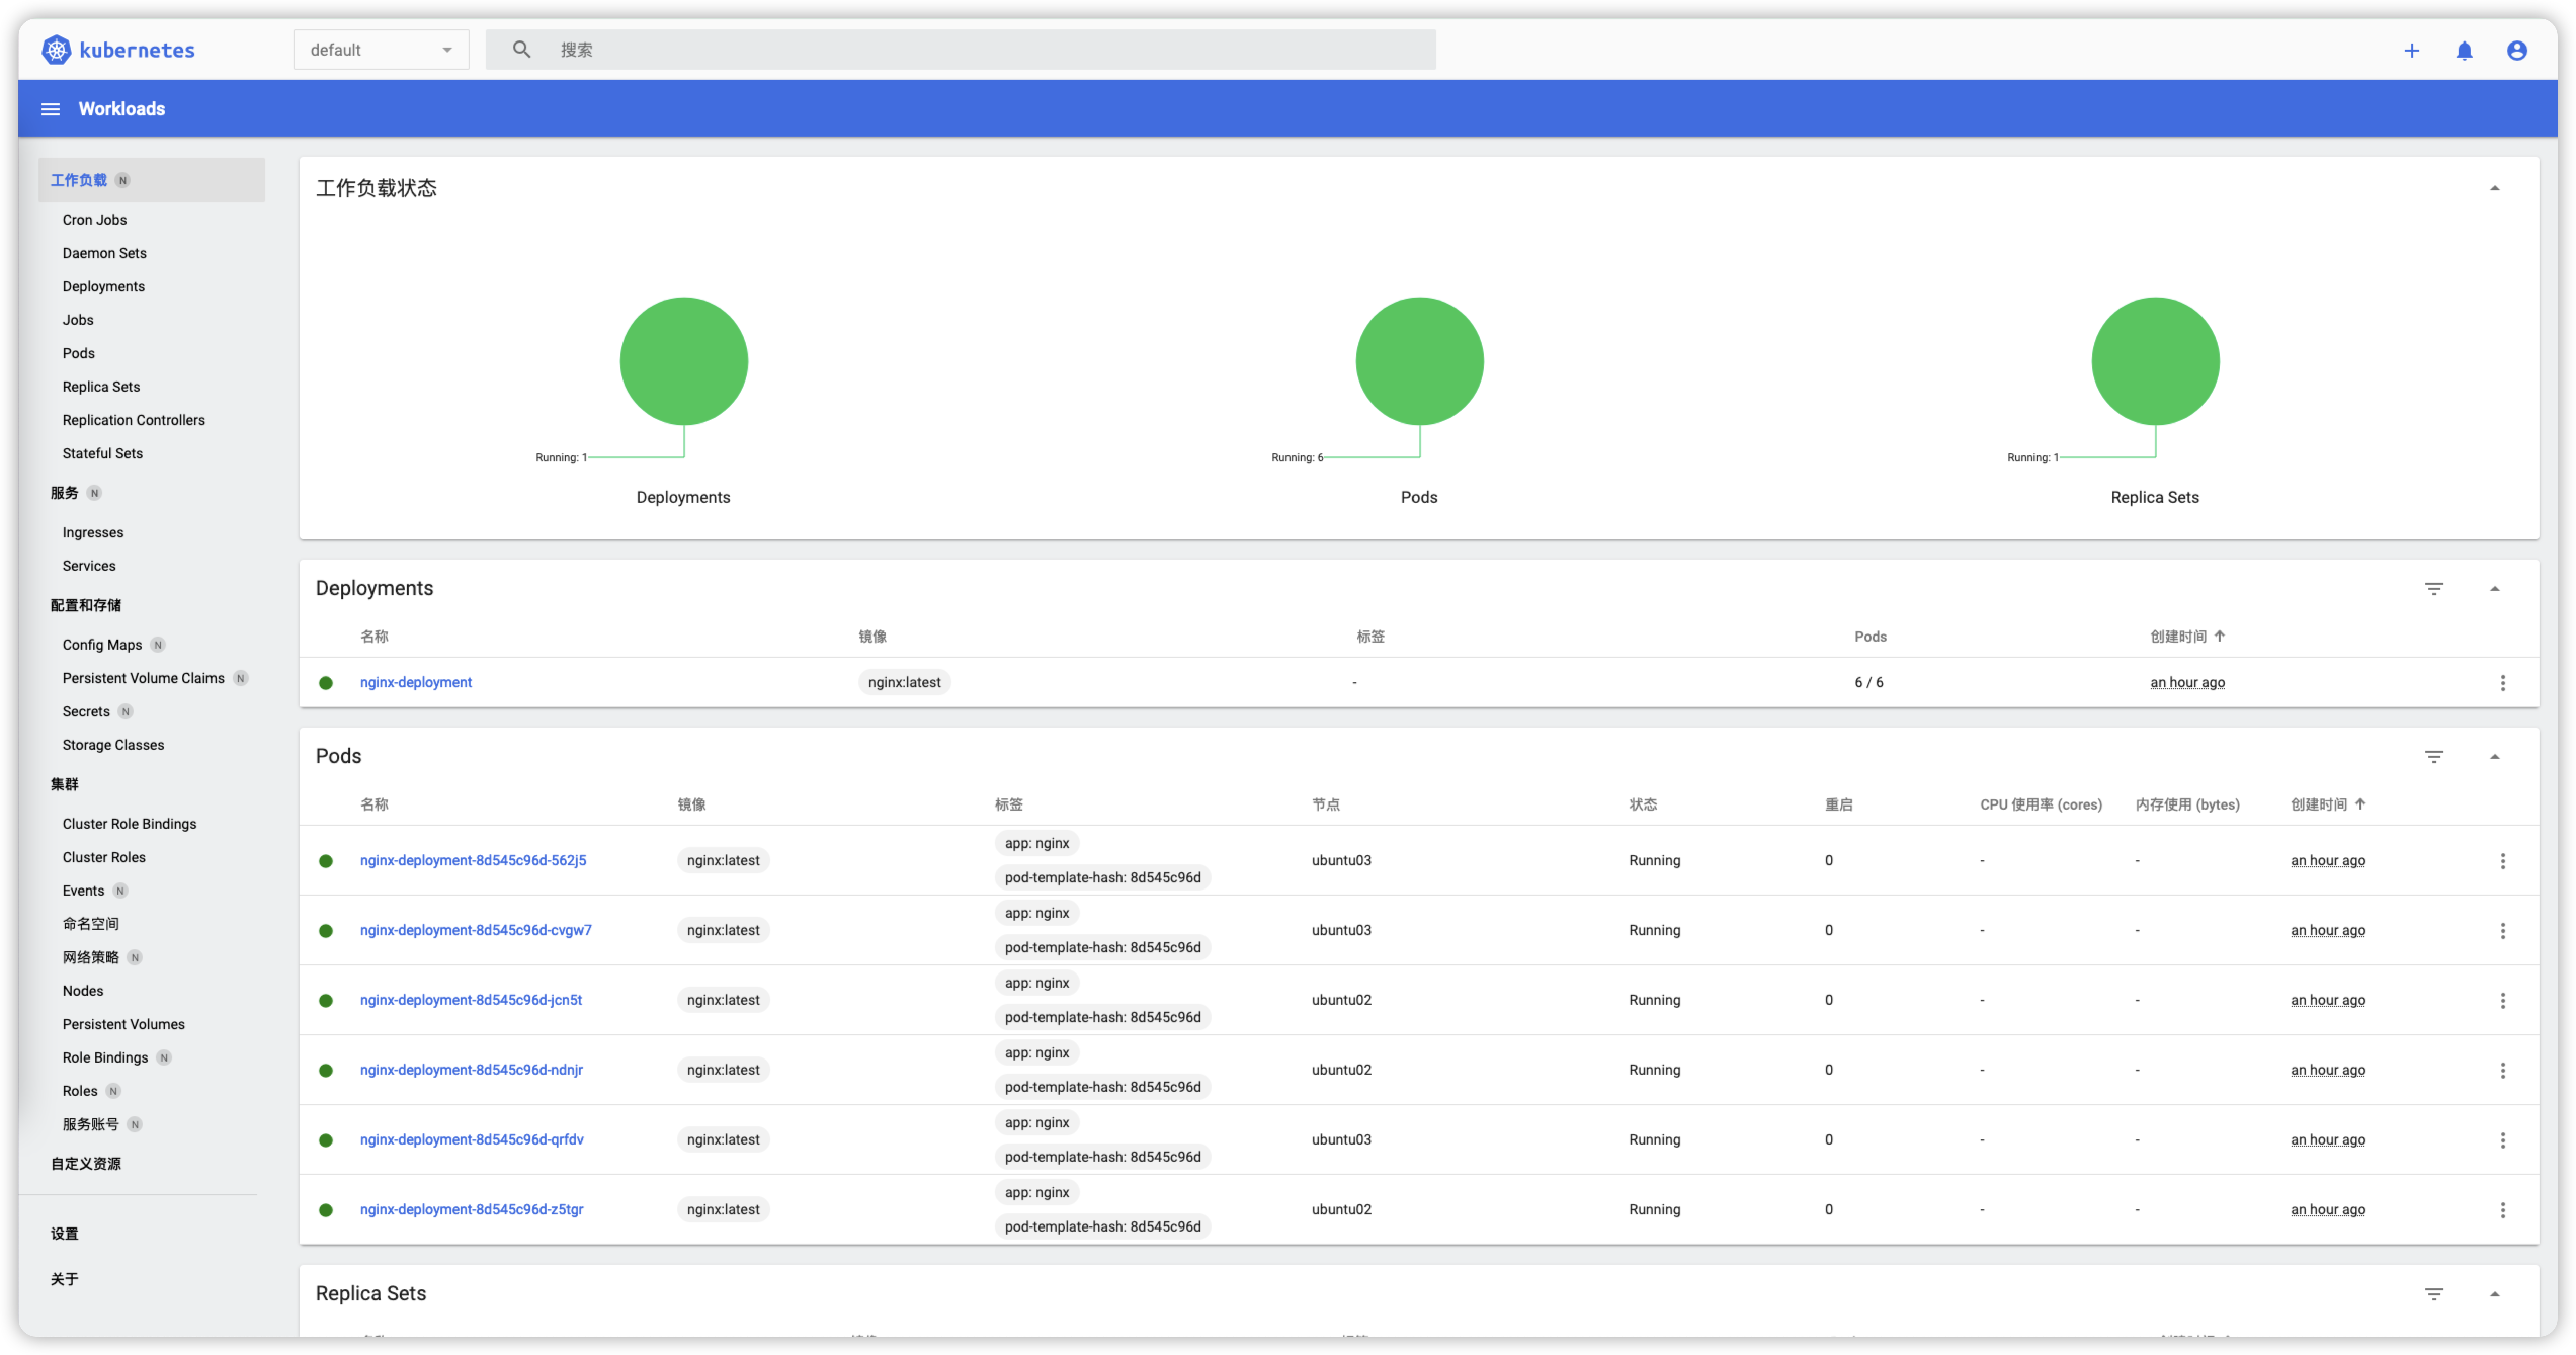 kubernetes
default
搜索
Workloads
工作负载 N
Cron Jobs
Daemon Sets
Deployments
Jobs
Pods
Replica Sets
Replication Controllers
Stateful Sets
服务 N
Ingresses
Services
配置和存储
Config Maps N
Persistent Volume Claims N
Secrets N
Storage Classes
集群
Cluster Role Bindings
Cluster Roles
Events N
命名空间
网络策略 N
Nodes
Persistent Volumes
Role Bindings N
Roles N
服务账号 N
自定义资源
设置
关于
工作负载状态
Running: 1
Deployments
Running: 6
Pods
Running: 1
Replica Sets
Deployments
名称 镜像 标签 Pods 创建时间
nginx-deployment nginx:latest - 6 / 6 an hour ago
Pods
名称 镜像 标签 节点 状态 重启 CPU 使用率 (cores) 内存使用 (bytes) 创建时间
app: nginx
nginx-deployment-8d545c96d-562j5 nginx:latest ubuntu03 Running 0 - - an hour ago
pod-template-hash: 8d545c96d
app: nginx
nginx-deployment-8d545c96d-cvgw7 nginx:latest ubuntu03 Running 0 - - an hour ago
pod-template-hash: 8d545c96d
app: nginx
nginx-deployment-8d545c96d-jcn5t nginx:latest ubuntu02 Running 0 - - an hour ago
pod-template-hash: 8d545c96d
app: nginx
nginx-deployment-8d545c96d-ndnjr nginx:latest ubuntu02 Running 0 - - an hour ago
pod-template-hash: 8d545c96d
app: nginx
nginx-deployment-8d545c96d-qrfdv nginx:latest ubuntu03 Running 0 - - an hour ago
pod-template-hash: 8d545c96d
app: nginx
nginx-deployment-8d545c96d-z5tgr nginx:latest ubuntu02 Running 0 - - an hour ago
pod-template-hash: 8d545c96d
Replica Sets